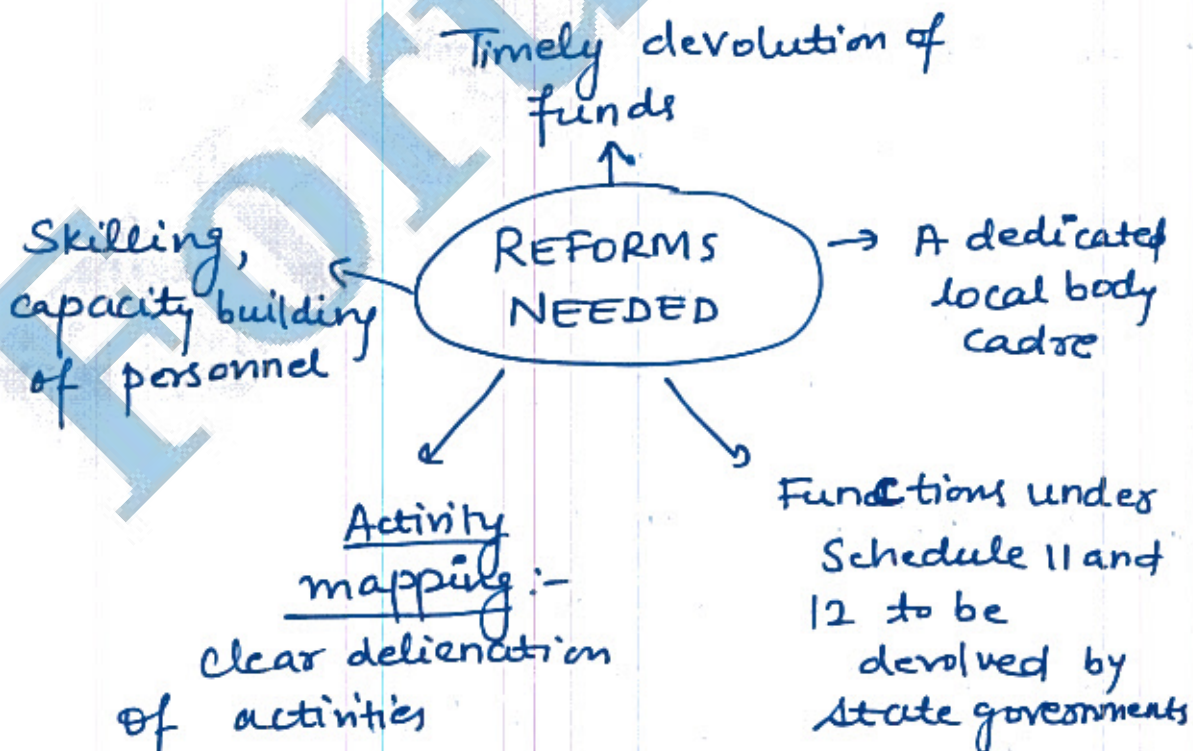 Timely devolution of
funds
REFORMS
NEEDED
Skilling,
capacity building
of personnel
→ A dedicated
local body
cadre
Activity
mapping :-
clear delienation
of activities
Functions under
Schedule 11 and
12 to be
devolved by
state governments